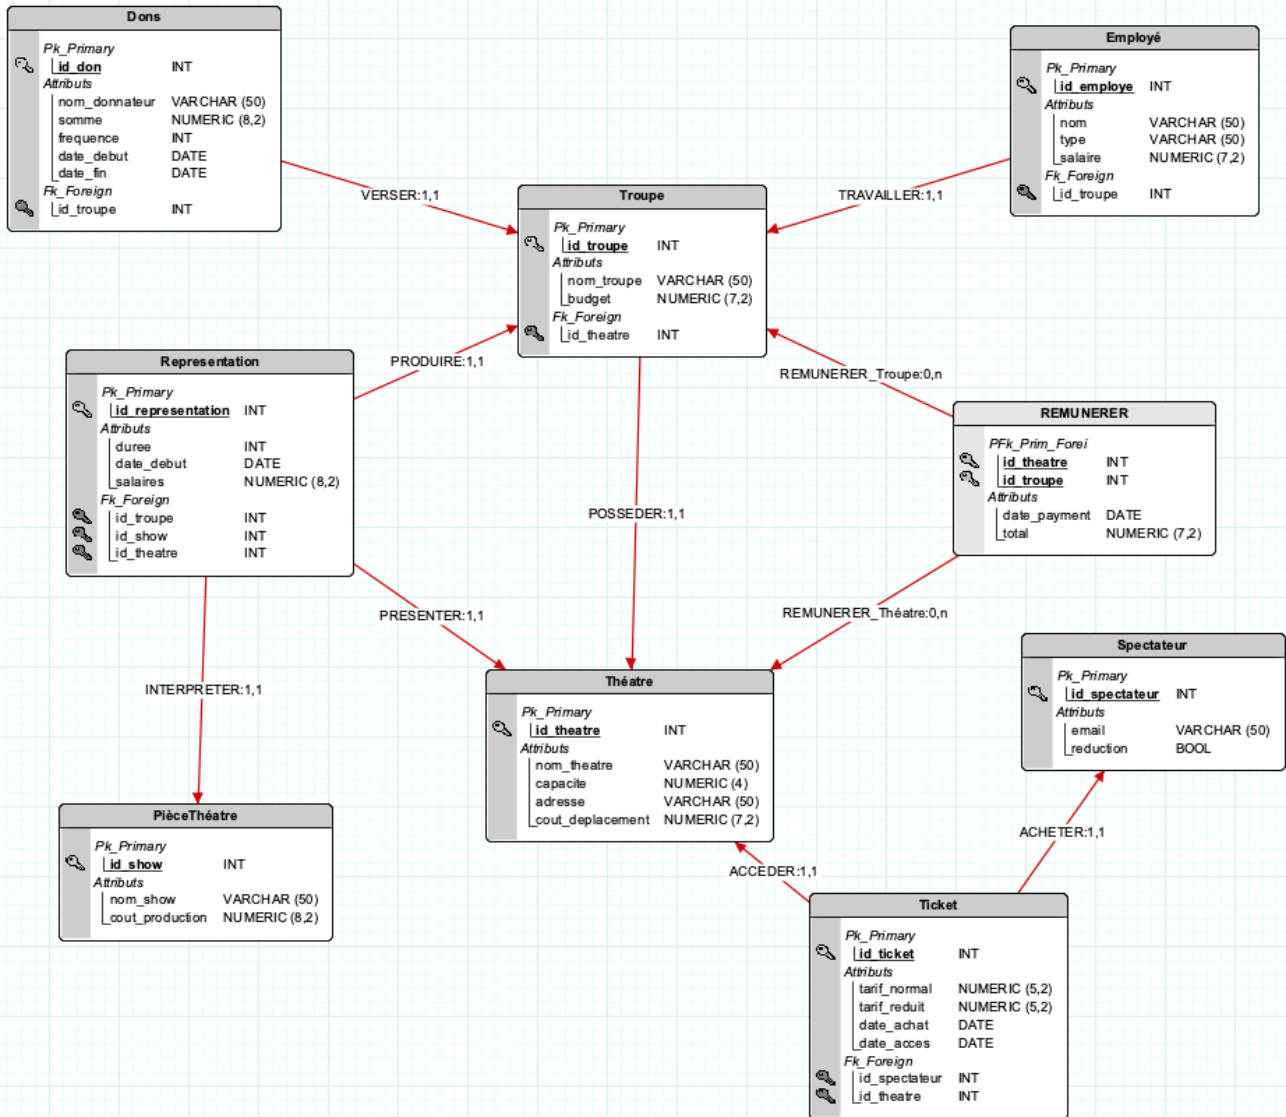 Dons
Pk_Primary
id_don INT
Attributs
nom_donnateur VARCHAR (50)
somme NUMERIC (8,2)
frequence INT
date_debut DATE
date_fin DATE
Fk_Foreign
id_troupe INT
Employé
Pk_Primary
id_employe INT
Attributs
nom VARCHAR (50)
type VARCHAR (50)
salaire NUMERIC (7,2)
Fk_Foreign
id_troupe INT
VERSER:1,1
TRAVAILLER:1,1
Troupe
Pk_Primary
id_troupe INT
Attributs
nom_troupe VARCHAR (50)
budget NUMERIC (7,2)
Fk_Foreign
id_theatre INT
PRODUIRE:1,1
REMUNERER_Troupe:0,n
Representation
Pk_Primary
id_representation INT
Attributs
duree INT
date_debut DATE
salaires NUMERIC (8,2)
Fk_Foreign
id_troupe INT
id_show INT
id_theatre INT
REMUNERER
PFk_Prim_Forei
id_theatre INT
id_troupe INT
Attributs
date_payment DATE
total NUMERIC (7,2)
POSSEDER:1,1
PRESENTER:1,1
REMUNERER_Théatre:0,n
INTERPRETER:1,1
Théatre
Pk_Primary
id_theatre INT
Attributs
nom_theatre VARCHAR (50)
capacite NUMERIC (4)
adresse VARCHAR (50)
cout_deplacement NUMERIC (7,2)
Spectateur
Pk_Primary
id_spectateur INT
Attributs
email VARCHAR (50)
reduction BOOL
PièceThéatre
Pk_Primary
id_show INT
Attributs
nom_show VARCHAR (50)
cout_production NUMERIC (8,2)
ACHETER:1,1
ACCEDER:1,1
Ticket
Pk_Primary
id_ticket INT
Attributs
tarif_normal NUMERIC (5,2)
tarif_reduit NUMERIC (5,2)
date_achat DATE
date_acces DATE
Fk_Foreign
id_spectateur INT
id_theatre INT